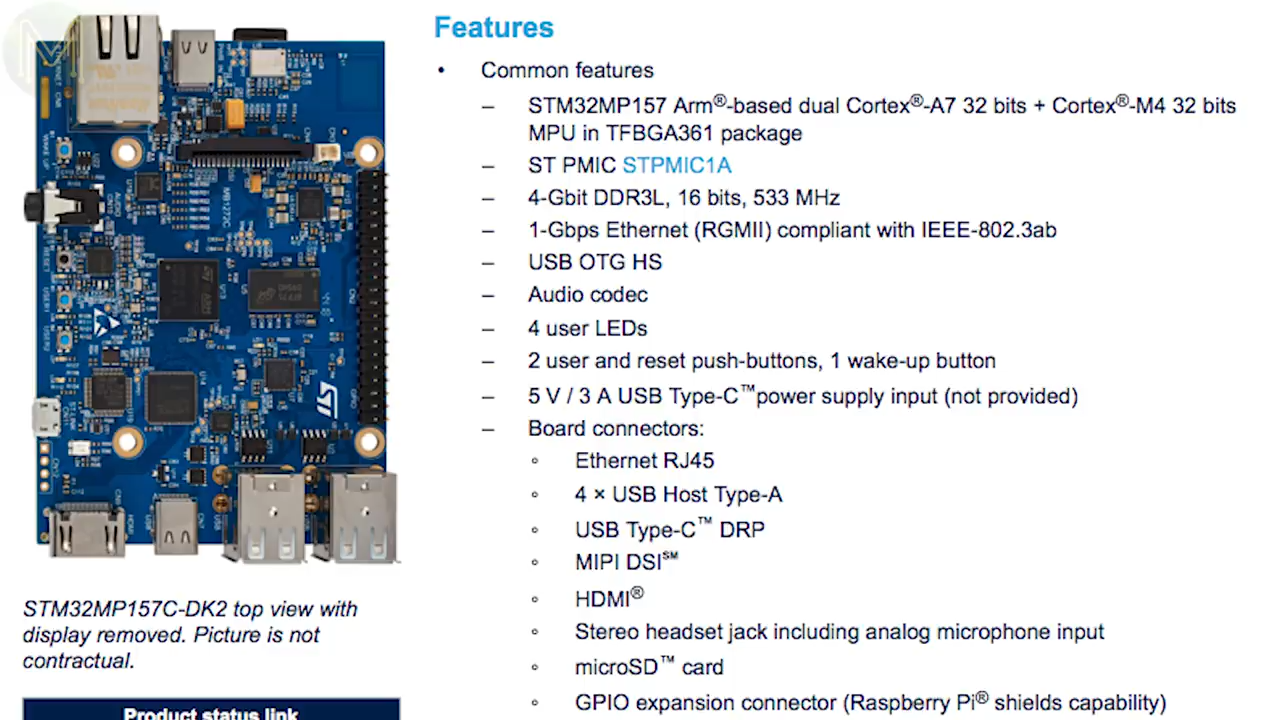 Features
• Common features
– STM32MP157 Arm®-based dual Cortex®-A7 32 bits + Cortex®-M4 32 bits
MPU in TFBGA361 package
– ST PMIC STPMIC1A
– 4-Gbit DDR3L, 16 bits, 533 MHz
– 1-Gbps Ethernet (RGMII) compliant with IEEE-802.3ab
– USB OTG HS
– Audio codec
– 4 user LEDs
– 2 user and reset push-buttons, 1 wake-up button
– 5 V / 3 A USB Type-C™power supply input (not provided)
– Board connectors:
◦ Ethernet RJ45
◦ 4 × USB Host Type-A
◦ USB Type-C™ DRP
◦ MIPI DSI℠
◦ HDMI®
◦ Stereo headset jack including analog microphone input
◦ microSD™ card
◦ GPIO expansion connector (Raspberry Pi® shields capability)
STM32MP157C-DK2 top view with
display removed. Picture is not
contractual.
Product status link